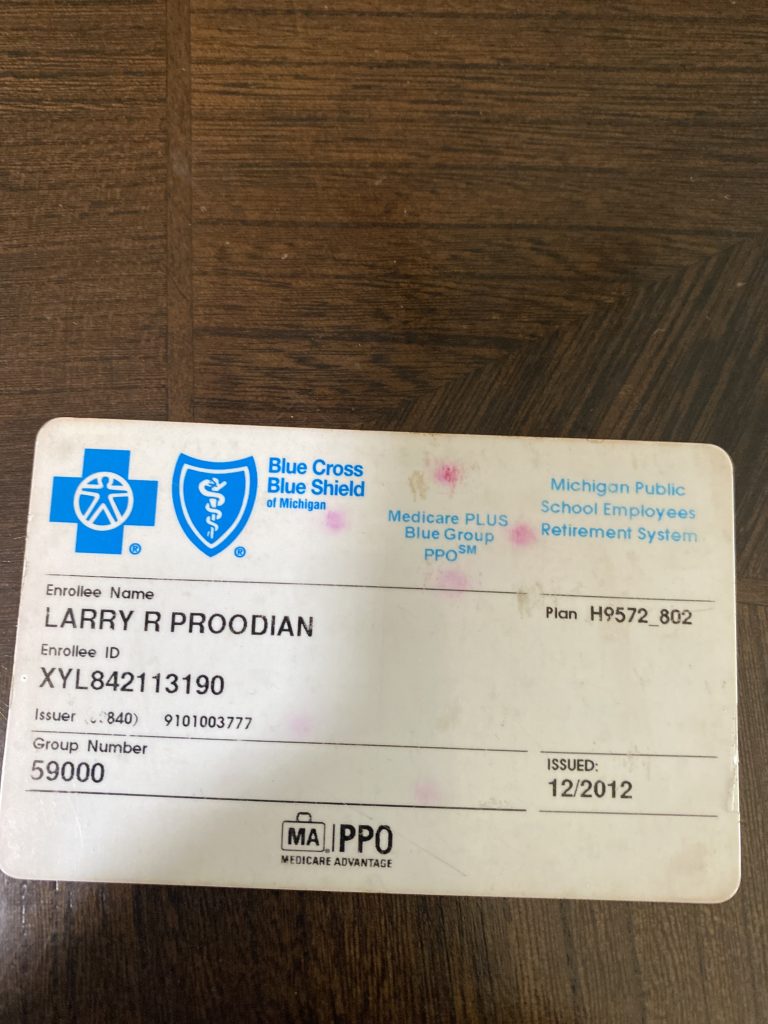 Blue Cross
Blue Shield
of Michigan
®
®
Medicare PLUS
Blue Group
PPO SM
Michigan Public
School Employees
Retirement System
Enrollee Name
LARRY R PROODIAN
Plan H9572_802
Enrollee ID
XYL842113190
Issuer 840) 9101003777
Group Number
59000
ISSUED:
12/2012
MA PPO
MEDICARE ADVANTAGE